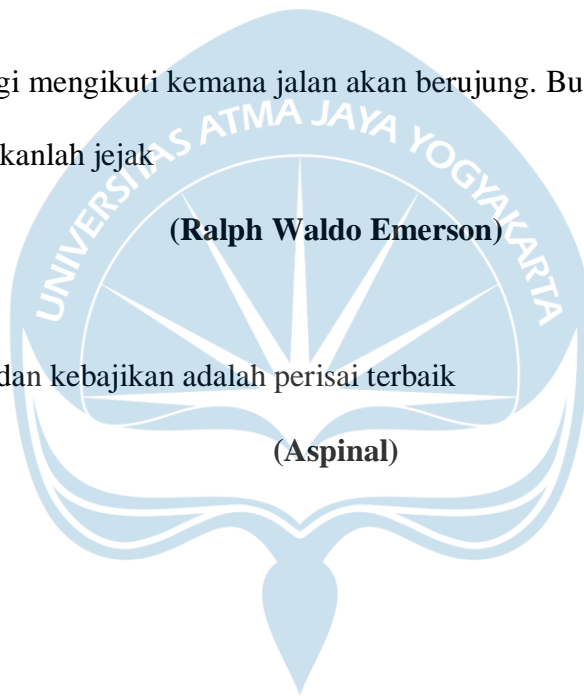 gi mengikuti kemana jalan akan berujung. Bu
kanlah jejak
UNIVERSITAS ATMA JAYA YOGYAKARTA
(Ralph Waldo Emerson)
dan kebajikan adalah perisai terbaik
(Aspinal)